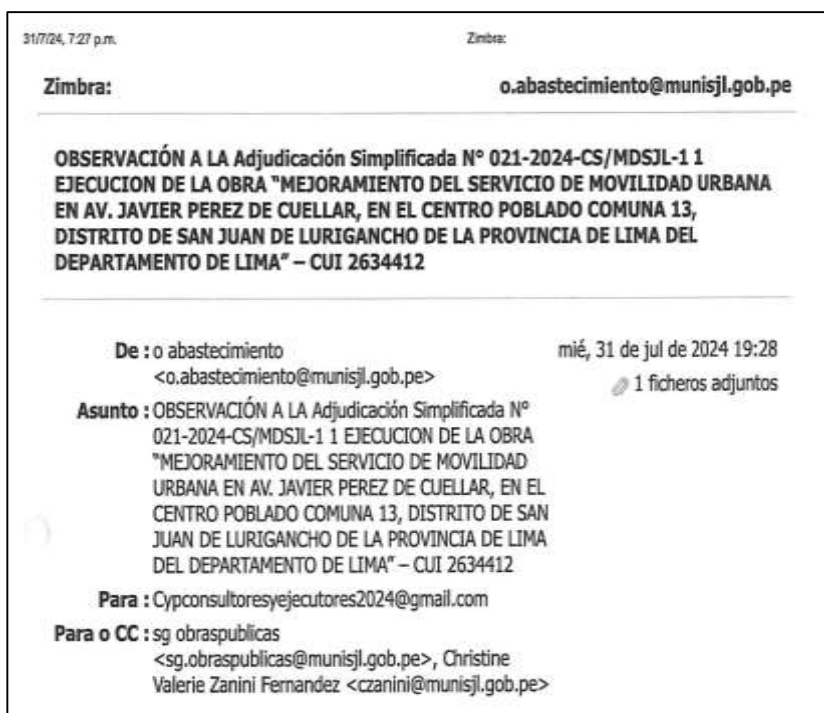 31/7/24, 7:27 p.m. Zimbra:
Zimbra: o.abastecimiento@munisjl.gob.pe
OBSERVACIÓN A LA Adjudicación Simplificada N° 021-2024-CS/MDSJL-1 1
EJECUCION DE LA OBRA "MEJORAMIENTO DEL SERVICIO DE MOVILIDAD URBANA
EN AV. JAVIER PEREZ DE CUELLAR, EN EL CENTRO POBLADO COMUNA 13,
DISTRITO DE SAN JUAN DE LURIGANCHO DE LA PROVINCIA DE LIMA DEL
DEPARTAMENTO DE LIMA" – CUI 2634412
De : o abastecimiento mié, 31 de jul de 2024 19:28
<o.abastecimiento@munisjl.gob.pe> 1 ficheros adjuntos
Asunto : OBSERVACIÓN A LA Adjudicación Simplificada N°
021-2024-CS/MDSJL-1 1 EJECUCION DE LA OBRA
"MEJORAMIENTO DEL SERVICIO DE MOVILIDAD
URBANA EN AV. JAVIER PEREZ DE CUELLAR, EN EL
CENTRO POBLADO COMUNA 13, DISTRITO DE SAN
JUAN DE LURIGANCHO DE LA PROVINCIA DE LIMA
DEL DEPARTAMENTO DE LIMA" – CUI 2634412
Para : Cypconsultoresyejecutores2024@gmail.com
Para o CC : sg obraspublicas
<sg.obraspublicas@munisjl.gob.pe>, Christine
Valerie Zanini Fernandez <czanini@munisjl.gob.pe>